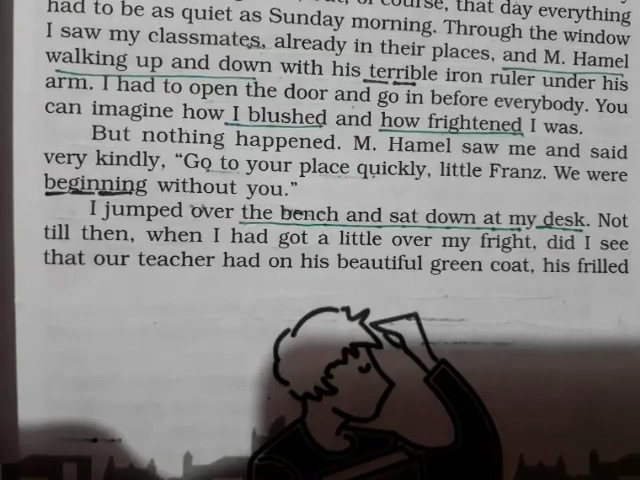 of course, that day everything
had to be as quiet as Sunday morning. Through the window
I saw my classmates, already in their places, and M. Hamel
walking up and down with his terrible iron ruler under his
arm. I had to open the door and go in before everybody. You
can imagine how I blushed and how frightened I was.
But nothing happened. M. Hamel saw me and said
very kindly, “Go to your place quickly, little Franz. We were
beginning without you.”
I jumped over the bench and sat down at my desk. Not
till then, when I had got a little over my fright, did I see
that our teacher had on his beautiful green coat, his frilled